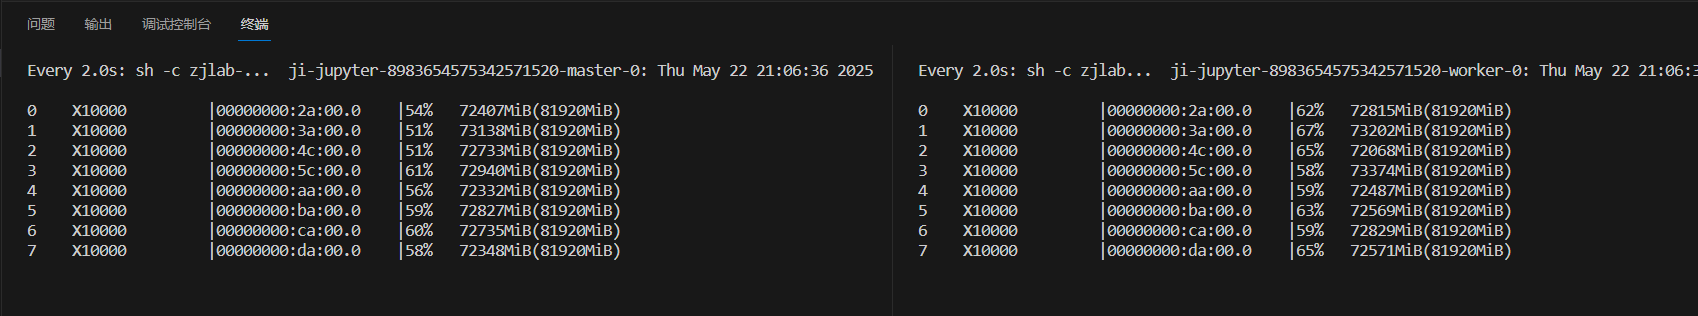 问题 输出 调试控制台 终端
Every 2.0s: sh -c zjlab-... ji-jupyter-8983654575342571520-master-0: Thu May 22 21:06:36 2025
0 X10000 |00000000:2a:00.0 |54% 72407MiB(81920MiB)
1 X10000 |00000000:3a:00.0 |51% 73138MiB(81920MiB)
2 X10000 |00000000:4c:00.0 |51% 72733MiB(81920MiB)
3 X10000 |00000000:5c:00.0 |61% 72940MiB(81920MiB)
4 X10000 |00000000:aa:00.0 |56% 72332MiB(81920MiB)
5 X10000 |00000000:ba:00.0 |59% 72827MiB(81920MiB)
6 X10000 |00000000:ca:00.0 |60% 72735MiB(81920MiB)
7 X10000 |00000000:da:00.0 |58% 72348MiB(81920MiB)
Every 2.0s: sh -c zjlab... ji-jupyter-8983654575342571520-worker-0: Thu May 22 21:06:
0 X10000 |00000000:2a:00.0 |62% 72815MiB(81920MiB)
1 X10000 |00000000:3a:00.0 |67% 73202MiB(81920MiB)
2 X10000 |00000000:4c:00.0 |65% 72068MiB(81920MiB)
3 X10000 |00000000:5c:00.0 |58% 73374MiB(81920MiB)
4 X10000 |00000000:aa:00.0 |59% 72487MiB(81920MiB)
5 X10000 |00000000:ba:00.0 |63% 72569MiB(81920MiB)
6 X10000 |00000000:ca:00.0 |59% 72829MiB(81920MiB)
7 X10000 |00000000:da:00.0 |65% 72571MiB(81920MiB)